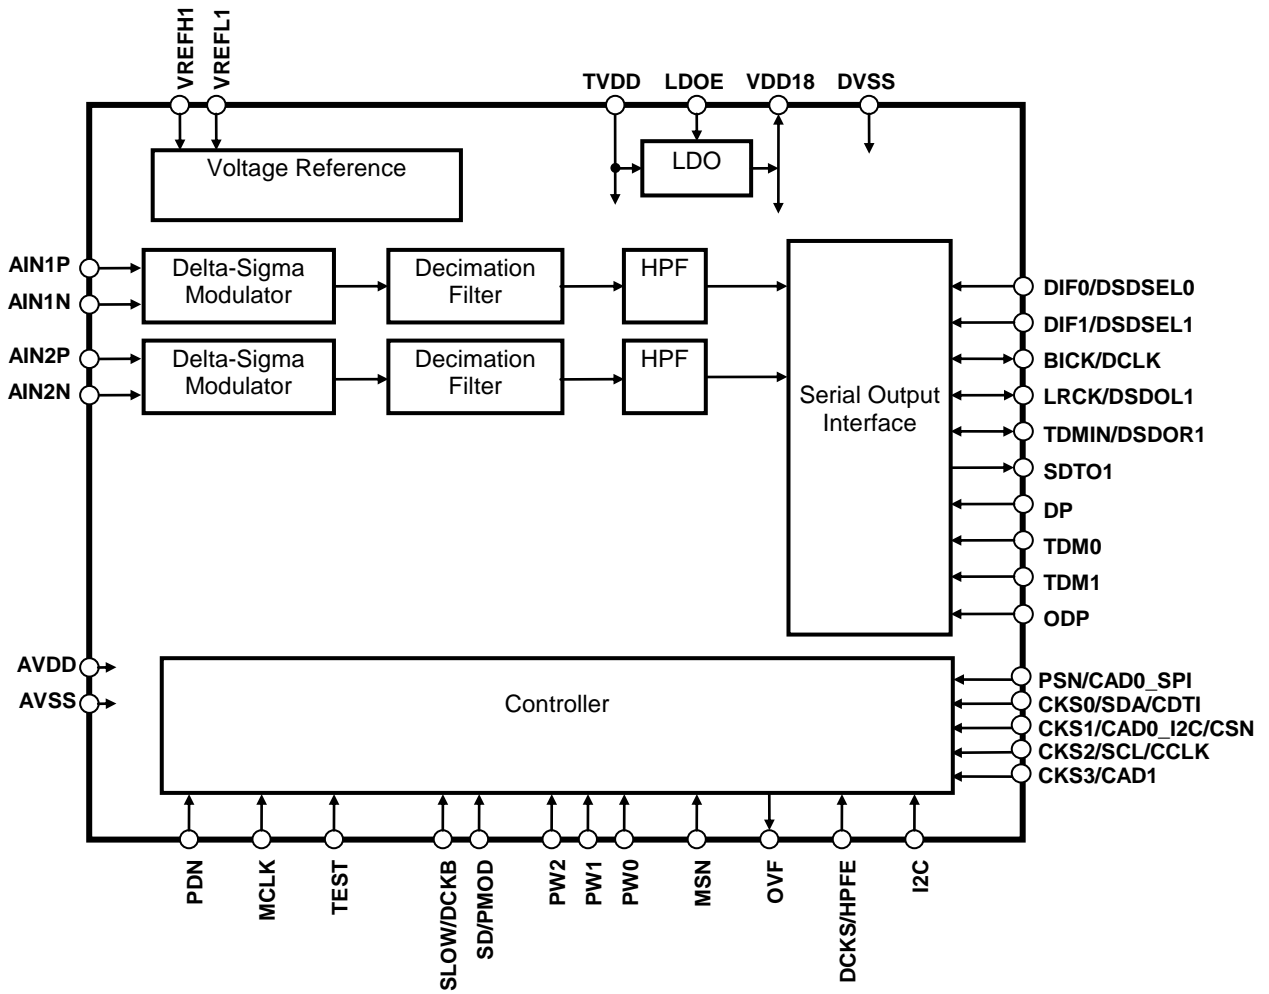 VREFH1
VREFL1
TVDD
LDOE
VDD18
DVSS
Voltage Reference
LDO
AIN1P
AIN1N
AIN2P
AIN2N
Delta-Sigma
Modulator
Decimation
Filter
HPF
Delta-Sigma
Modulator
Decimation
Filter
HPF
Serial Output
Interface
DIF0/DSDSEL0
DIF1/DSDSEL1
BICK/DCLK
LRCK/DSDOL1
TDMIN/DSDOR1
SDTO1
DP
TDM0
TDM1
ODP
AVDD
AVSS
Controller
PSN/CAD0_SPI
CKS0/SDA/CDTI
CKS1/CAD0_I2C/CSN
CKS2/SCL/CCLK
CKS3/CAD1
PDN
MCLK
TEST
SLOW/DCKB
SD/PMOD
PW2
PW1
PW0
MSN
OVF
DCKS/HPFE
I2C